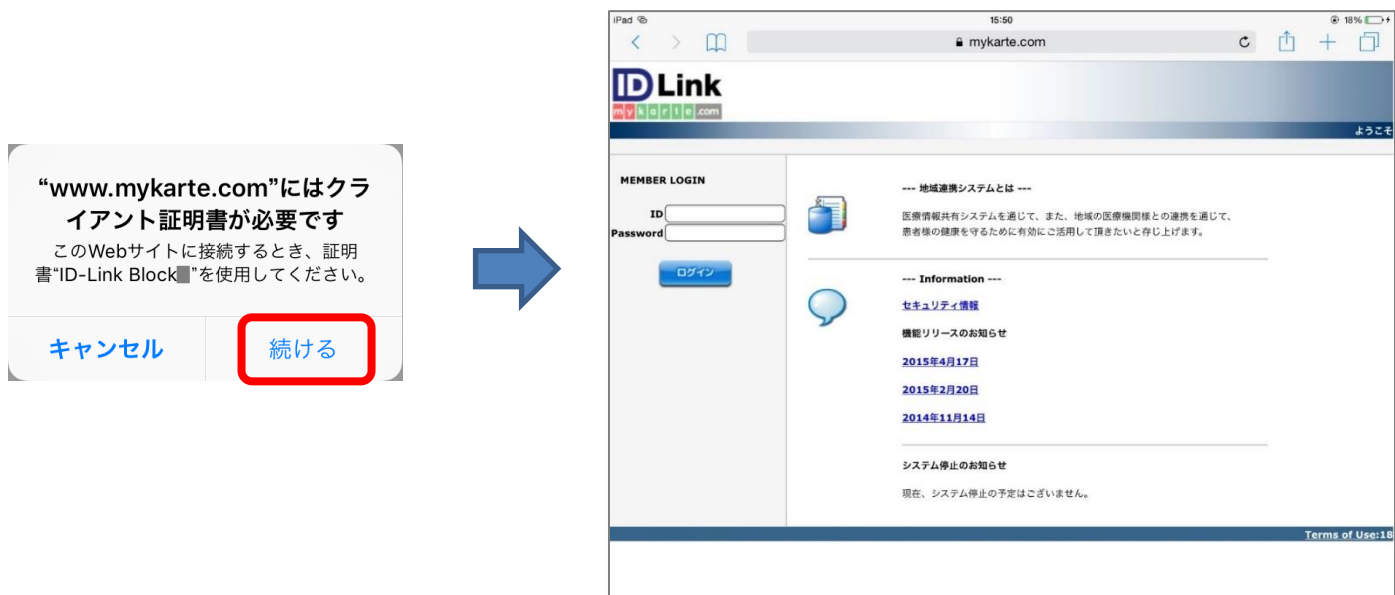 “www.mykarte.com”にはクラ
イアント証明書が必要です
このWebサイトに接続するとき、証明
書“ID-Link Block ”を使用してください。
キャンセル
続ける
iPad
15:50
18%
mykarte.com
ID Link
mykarte.com
ようこそ
MEMBER LOGIN
ID
Password
ログイン
--- 地域連携システムとは ---
医療情報共有システムを通じて、また、地域の医療機関様との連携を通じて、
患者様の健康を守るために有効にご活用して頂きたいと存じ上げます。
--- Information ---
セキュリティ情報
機能リリースのお知らせ
2015年4月17日
2015年2月20日
2014年11月14日
システム停止のお知らせ
現在、システム停止の予定はございません。
Terms of Use:18